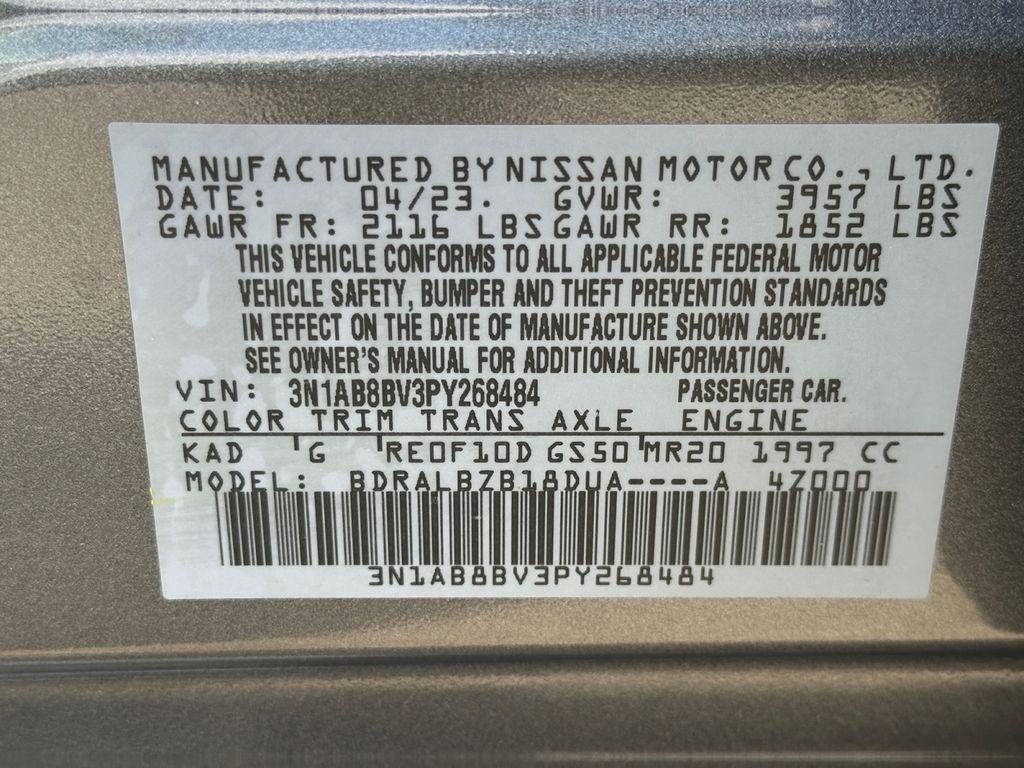 MANUFACTURED BY NISSAN MOTOR CO., LTD.
DATE: 04/23. GVWR: 3957 LBS
GAWR FR: 2116 LBS GAWR RR: 1852 LBS
THIS VEHICLE CONFORMS TO ALL APPLICABLE FEDERAL MOTOR
VEHICLE SAFETY, BUMPER AND THEFT PREVENTION STANDARDS
IN EFFECT ON THE DATE OF MANUFACTURE SHOWN ABOVE.
SEE OWNER'S MANUAL FOR ADDITIONAL INFORMATION.
VIN: 3N1AB8BV3PY268484 PASSENGER CAR.
COLOR TRIM TRANS AXLE ENGINE
KAD G RE0F10D GS50 MR20 1997 CC
MODEL: BDRALBZB18DUA----A 4Z000
3N1AB8BV3PY268484